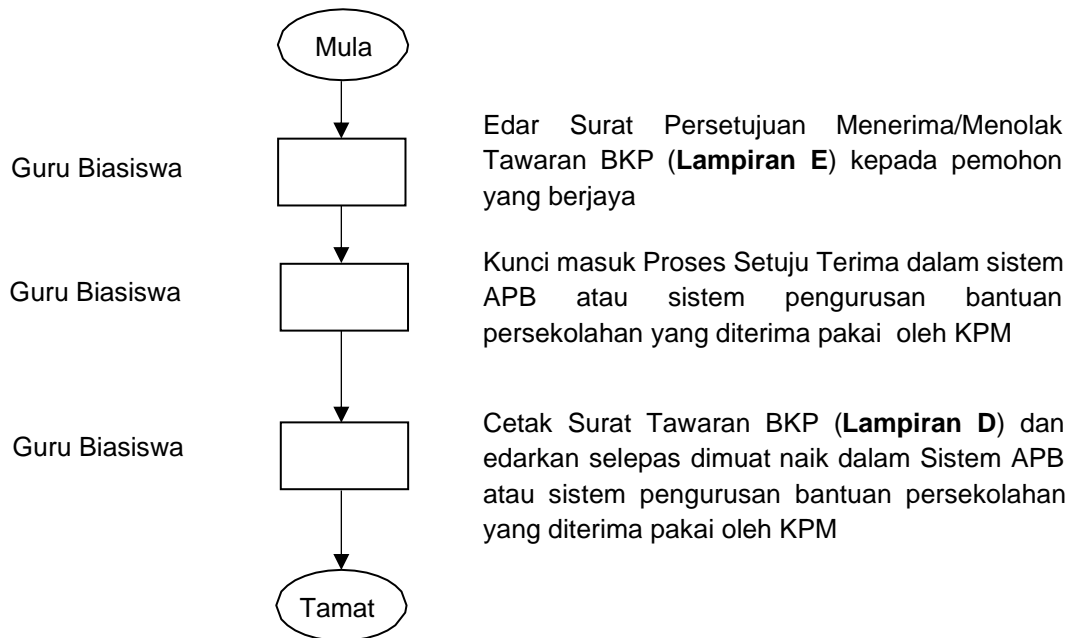 Mula
Guru Biasiswa
Edar Surat Persetujuan Menerima/Menolak
Tawaran BKP (Lampiran E) kepada pemohon
yang berjaya
Guru Biasiswa
Kunci masuk Proses Setuju Terima dalam sistem
APB atau sistem pengurusan bantuan
persekolahan yang diterima pakai oleh KPM
Guru Biasiswa
Cetak Surat Tawaran BKP (Lampiran D) dan
edarkan selepas dimuat naik dalam Sistem APB
atau sistem pengurusan bantuan persekolahan
yang diterima pakai oleh KPM
Tamat